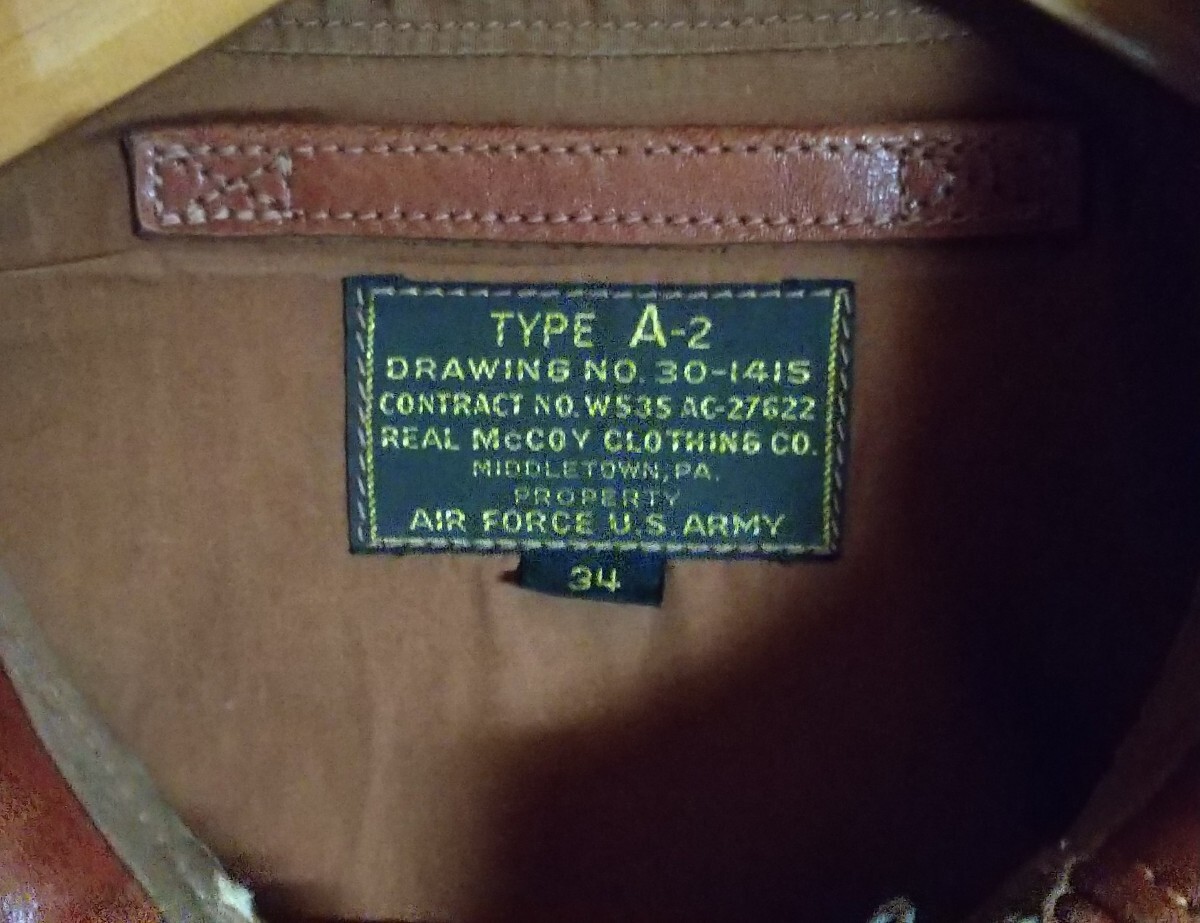 TYPE A-2
DRAWING NO. 30-1415
CONTRACT NO. W535 AC-27622
REAL McCOY CLOTHING CO.
MIDDLETOWN, PA.
PROPERTY
AIR FORCE U.S. ARMY
34